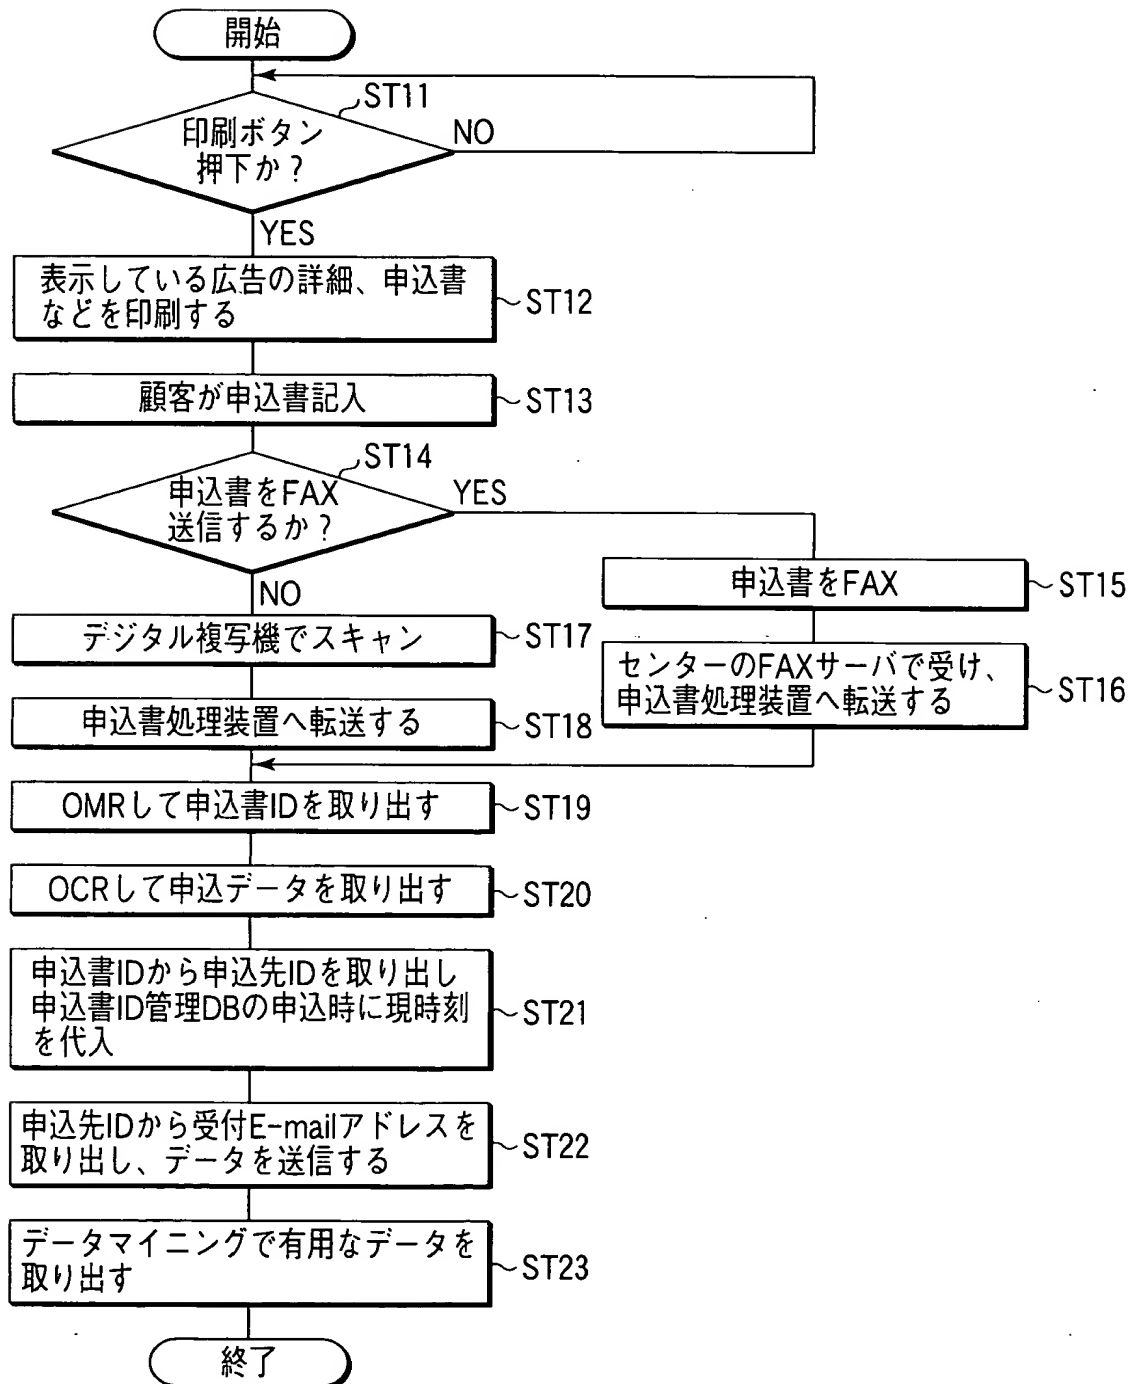 開始
ST11
印刷ボタン
押下か？
NO
YES
表示している広告の詳細、申込書
などを印刷する
ST12
顧客が申込書記入
ST13
ST14
申込書をFAX
送信するか？
YES
NO
申込書をFAX
ST15
デジタル複写機でスキャン
ST17
センターのFAXサーバで受け、
申込書処理装置へ転送する
ST16
申込書処理装置へ転送する
ST18
OMRして申込書IDを取り出す
ST19
OCRして申込データを取り出す
ST20
申込書IDから申込先IDを取り出し
申込書ID管理DBの申込時に現時刻
を代入
ST21
申込先IDから受付E-mailアドレスを
取り出し、データを送信する
ST22
データマイニングで有用なデータを
取り出す
ST23
終了